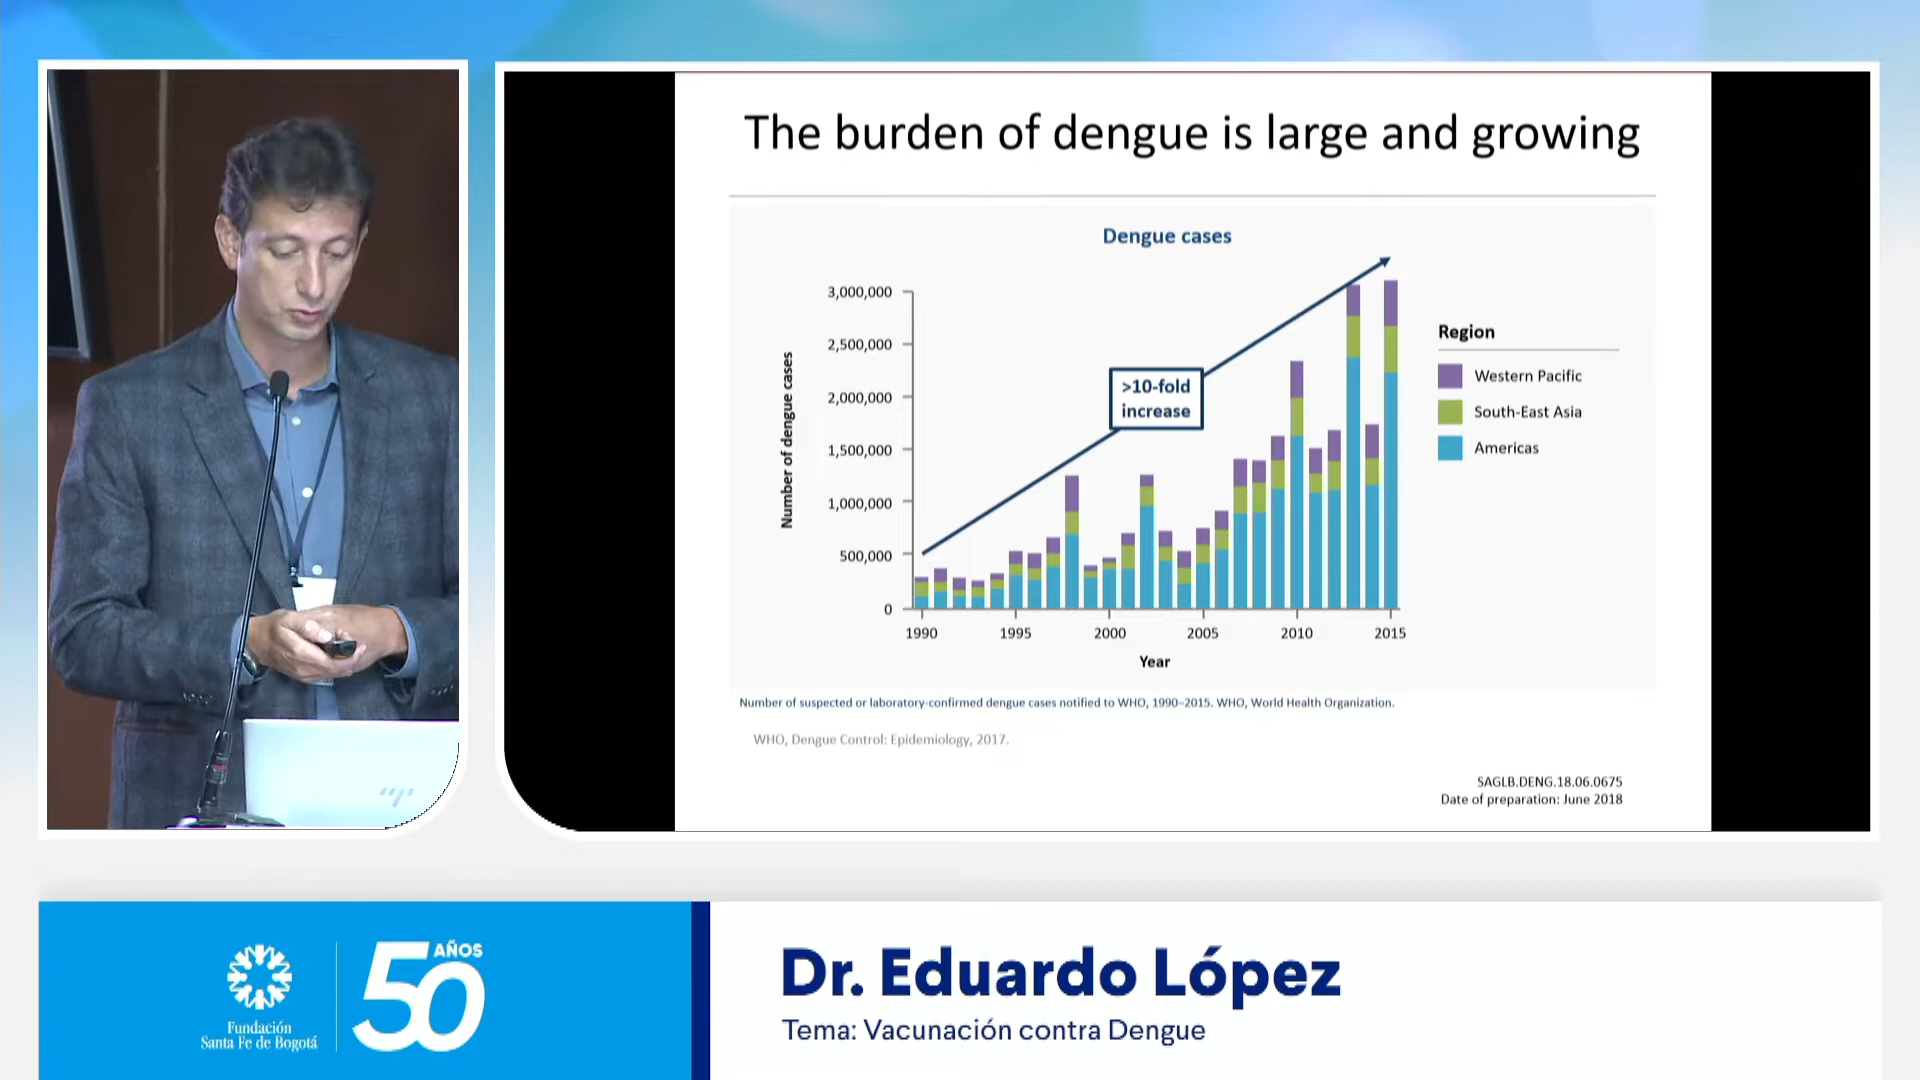 The burden of dengue is large and growing
Dengue cases
3,000,000
2,500,000
2,000,000
1,500,000
1,000,000
500,000
0
Number of dengue cases
>10-fold
increase
1990
1995
2000
2005
2010
2015
Year
Region
Western Pacific
South-East Asia
Americas
Number of suspected or laboratory-confirmed dengue cases notified to WHO, 1990–2015. WHO, World Health Organization.
WHO, Dengue Control: Epidemiology, 2017.
SAGLB.DENG.18.06.0675
Date of preparation: June 2018
Fundación
Santa Fe de Bogotá
50 AÑOS
Dr. Eduardo López
Tema: Vacunación contra Dengue